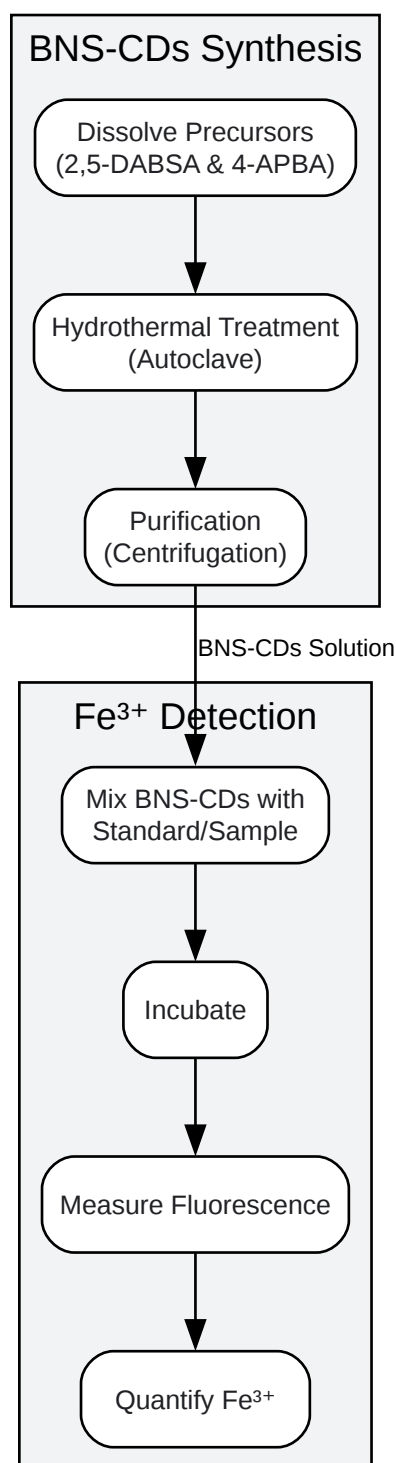 BNS-CDs Synthesis
Dissolve Precursors
(2,5-DABSA & 4-APBA)
Hydrothermal Treatment
(Autoclave)
Purification
(Centrifugation)
BNS-CDs Solution
Fe³⁺ Detection
Mix BNS-CDs with
Standard/Sample
Incubate
Measure Fluorescence
Quantify Fe³⁺